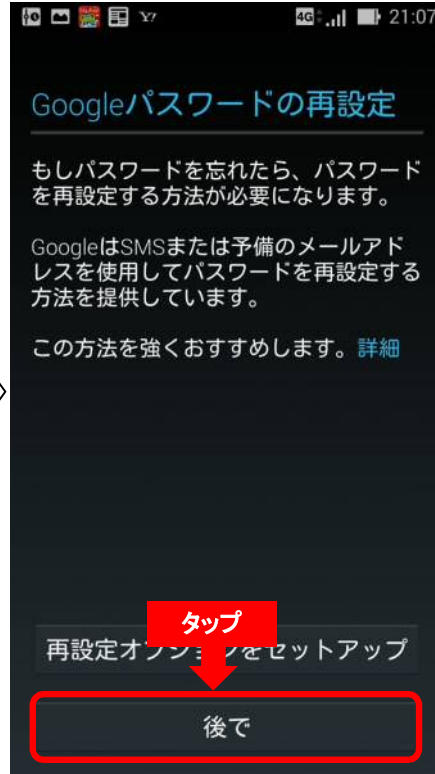 Y!
4G
21:07
Googleパスワードの再設定
もしパスワードを忘れたら、パスワード
を再設定する方法が必要になります。
GoogleはSMSまたは予備のメールアド
レスを使用してパスワードを再設定する
方法を提供しています。
この方法を強くおすすめします。詳細
タップ
再設定オプションをセットアップ
後で